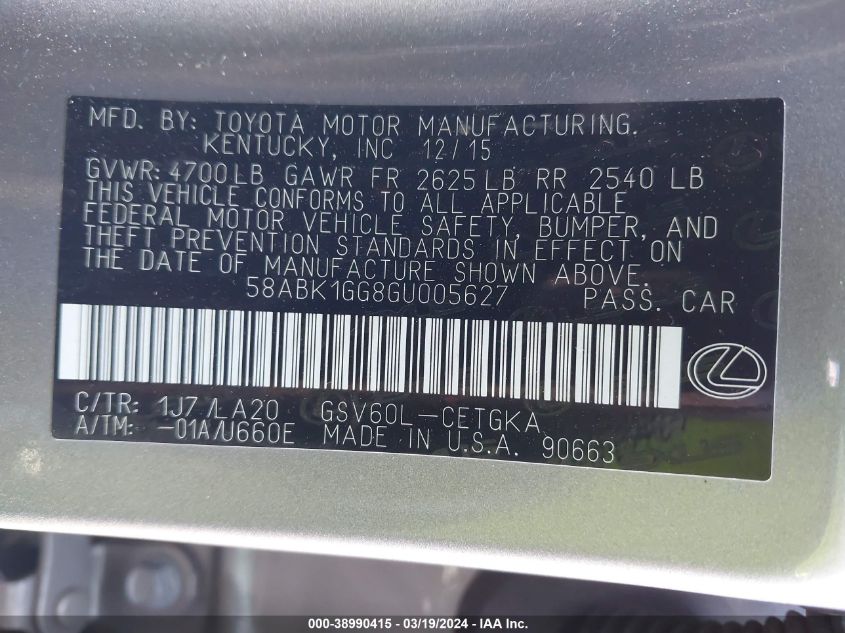 MFD. BY: TOYOTA MOTOR MANUFACTURING.
KENTUCKY, INC 12/15
GVWR: 4700 LB GAWR FR 2625 LB RR 2540 LB
THIS VEHICLE CONFORMS TO ALL APPLICABLE
FEDERAL MOTOR VEHICLE SAFETY, BUMPER, AND
THEFT PREVENTION STANDARDS IN EFFECT ON
THE DATE OF MANUFACTURE SHOWN ABOVE.
58ABK1GG8GU005627 PASS. CAR
C/TR: 1J7/LA20 GSV60L-CETGKA
A/TM: -01A/U660E MADE IN U.S.A. 90663
000-38990415 - 03/19/2024 - IAA Inc.